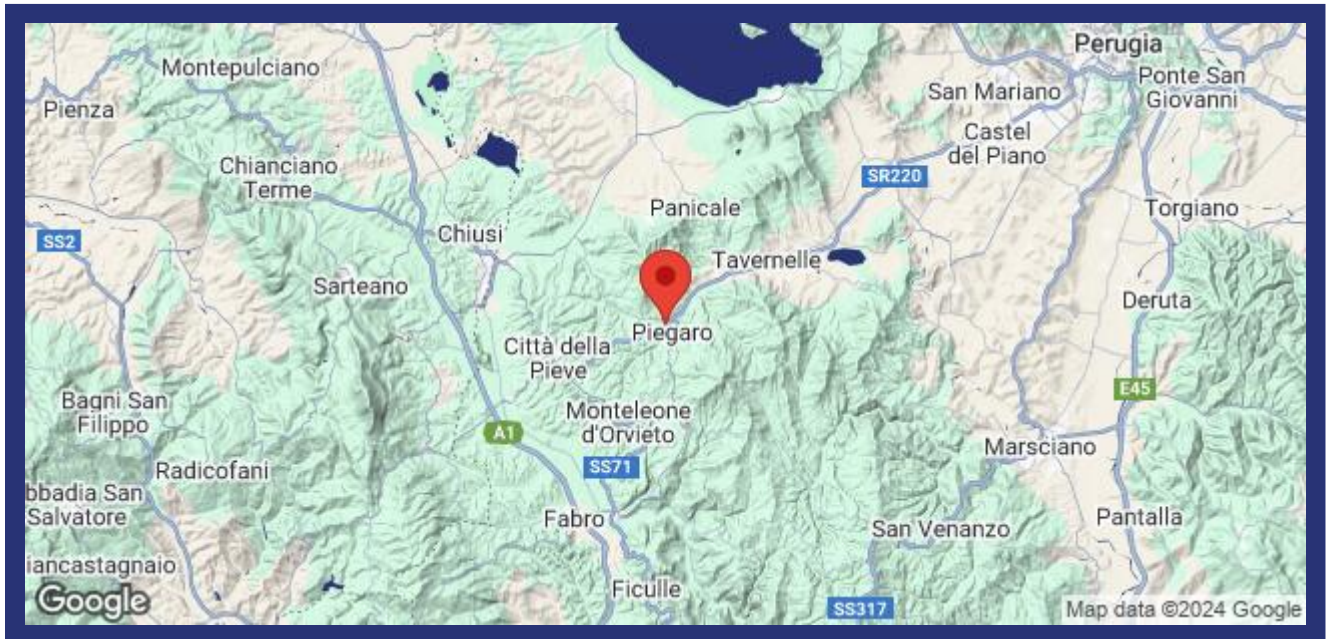 Perugia
Montepulciano
Ponte San
Giovanni
San Mariano
Pienza
Castel
del Piano
Chianciano
Terme
SR220
Panicale
Torgiano
Chiusi
SS2
Tavernelle
Sarteano
Deruta
Piegaro
Città della
Pieve
E45
Bagni San
Filippo
Monteleone
d'Orvieto
A1
Marsciano
SS71
Radicofani
bbadia San
Salvatore
Fabro
Pantalla
San Venanzo
iancastagnaio
Ficulle
Google
SS317
Map data ©2024 Google